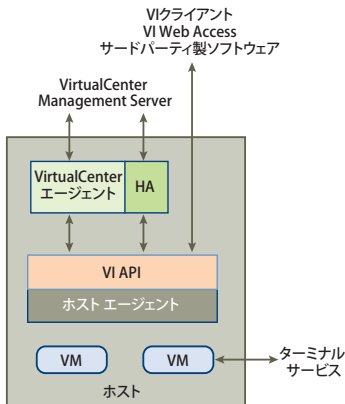 VIクライアント
VI Web Access
サードパーティ製ソフトウェア
VirtualCenter
Management Server
VirtualCenter
エージェント
HA
VI API
ホスト エージェント
VM
VM
ターミナル
サービス
ホスト